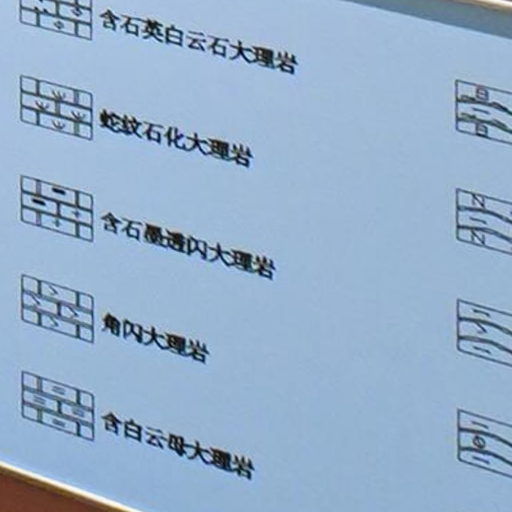 含石英白云石大理岩
蛇纹石化大理岩
含石墨透闪大理岩
角闪大理岩
含白云母大理岩